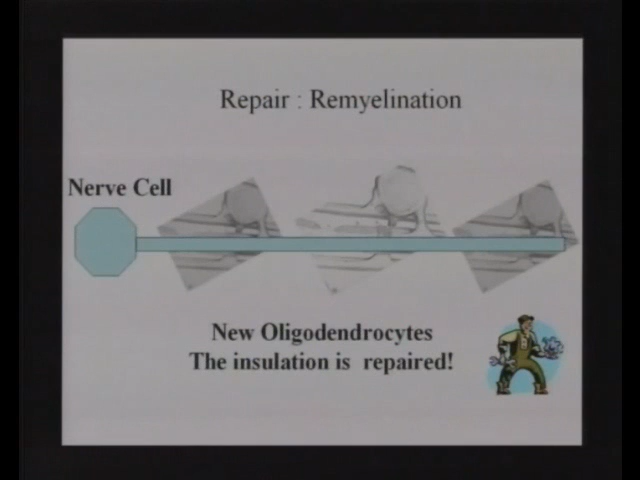 Repair : Remyelination
Nerve Cell
New Oligodendrocytes
The insulation is repaired!